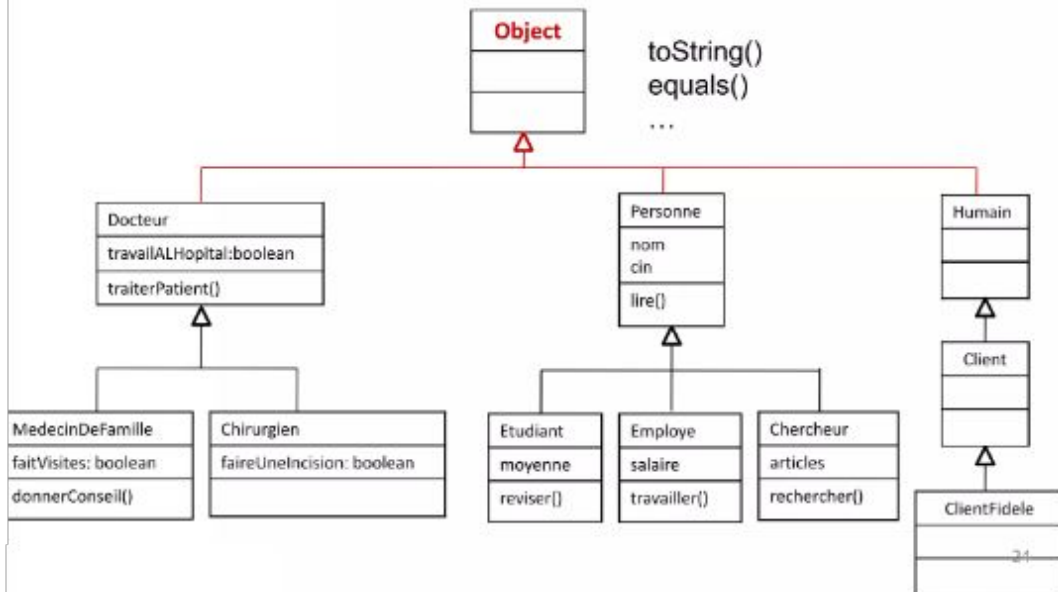 Object
toString()
equals()
...
Docteur
travailALHopital:boolean
traiterPatient()
Personne
nom
cin
lire()
Humain
Client
MedecinDeFamille
faitVisites: boolean
donnerConseil()
Chirurgien
faireUneIncision: boolean
Etudiant
moyenne
reviser()
Employe
salaire
travailler()
Chercheur
articles
rechercher()
ClientFidele